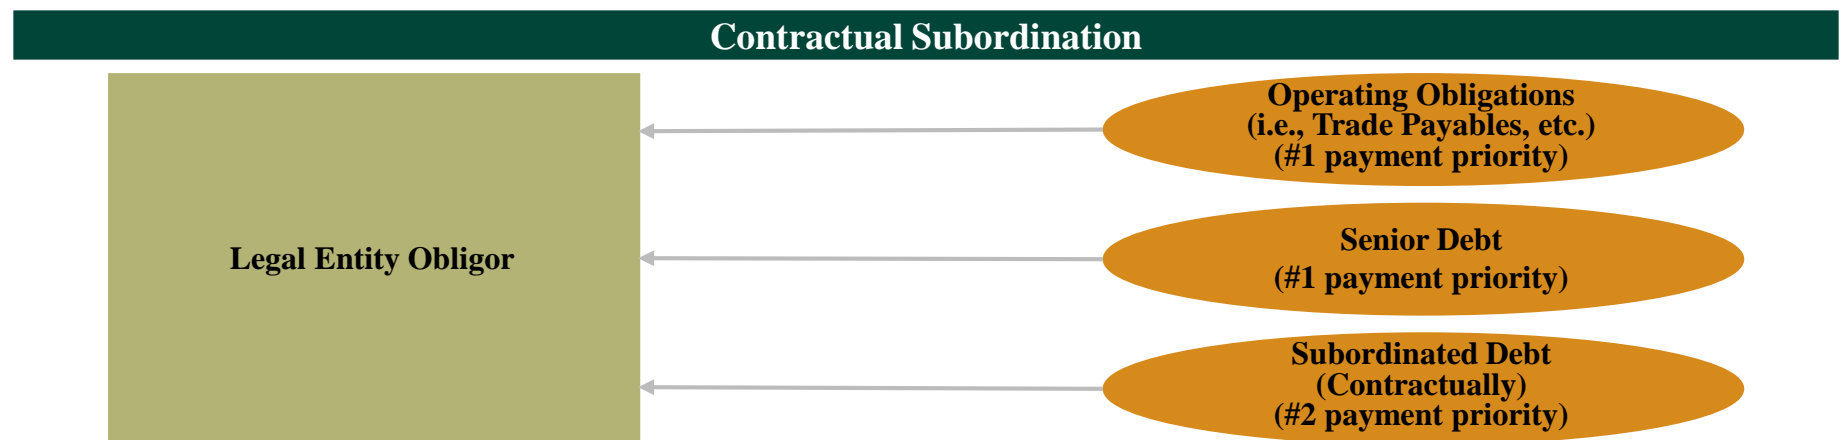 Contractual Subordination
Legal Entity Obligor
Operating Obligations
(i.e., Trade Payables, etc.)
(#1 payment priority)
Senior Debt
(#1 payment priority)
Subordinated Debt
(Contractually)
(#2 payment priority)